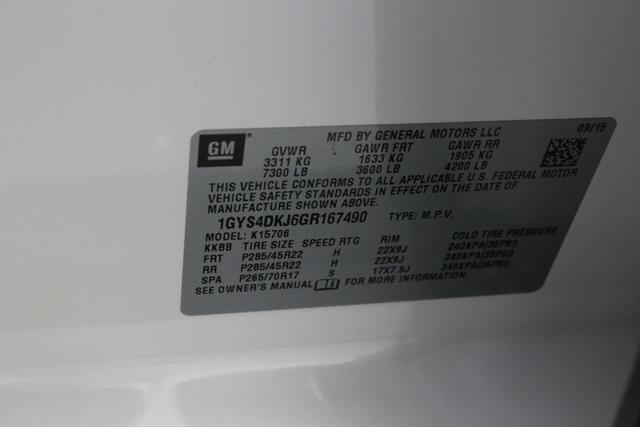 GM
MFD BY GENERAL MOTORS LLC 09/15
GVWR GAWR FRT GAWR RR
3311 KG 1633 KG 1905 KG
7300 LB 3600 LB 4200 LB
THIS VEHICLE CONFORMS TO ALL APPLICABLE U.S. FEDERAL MOTOR
VEHICLE SAFETY STANDARDS IN EFFECT ON THE DATE OF
MANUFACTURE SHOWN ABOVE.
1GYS4DKJ6GR167490 TYPE: M.P.V.
MODEL: K15706
KKBB TIRE SIZE SPEED RTG RIM COLD TIRE PRESSURE
FRT P285/45R22 H 22X9J 240KPA(35PSI)
RR P285/45R22 H 22X9J 240KPA(35PSI)
SPA P265/70R17 S 17X7.5J 240KPA(35PSI)
SEE OWNER'S MANUAL FOR MORE INFORMATION.